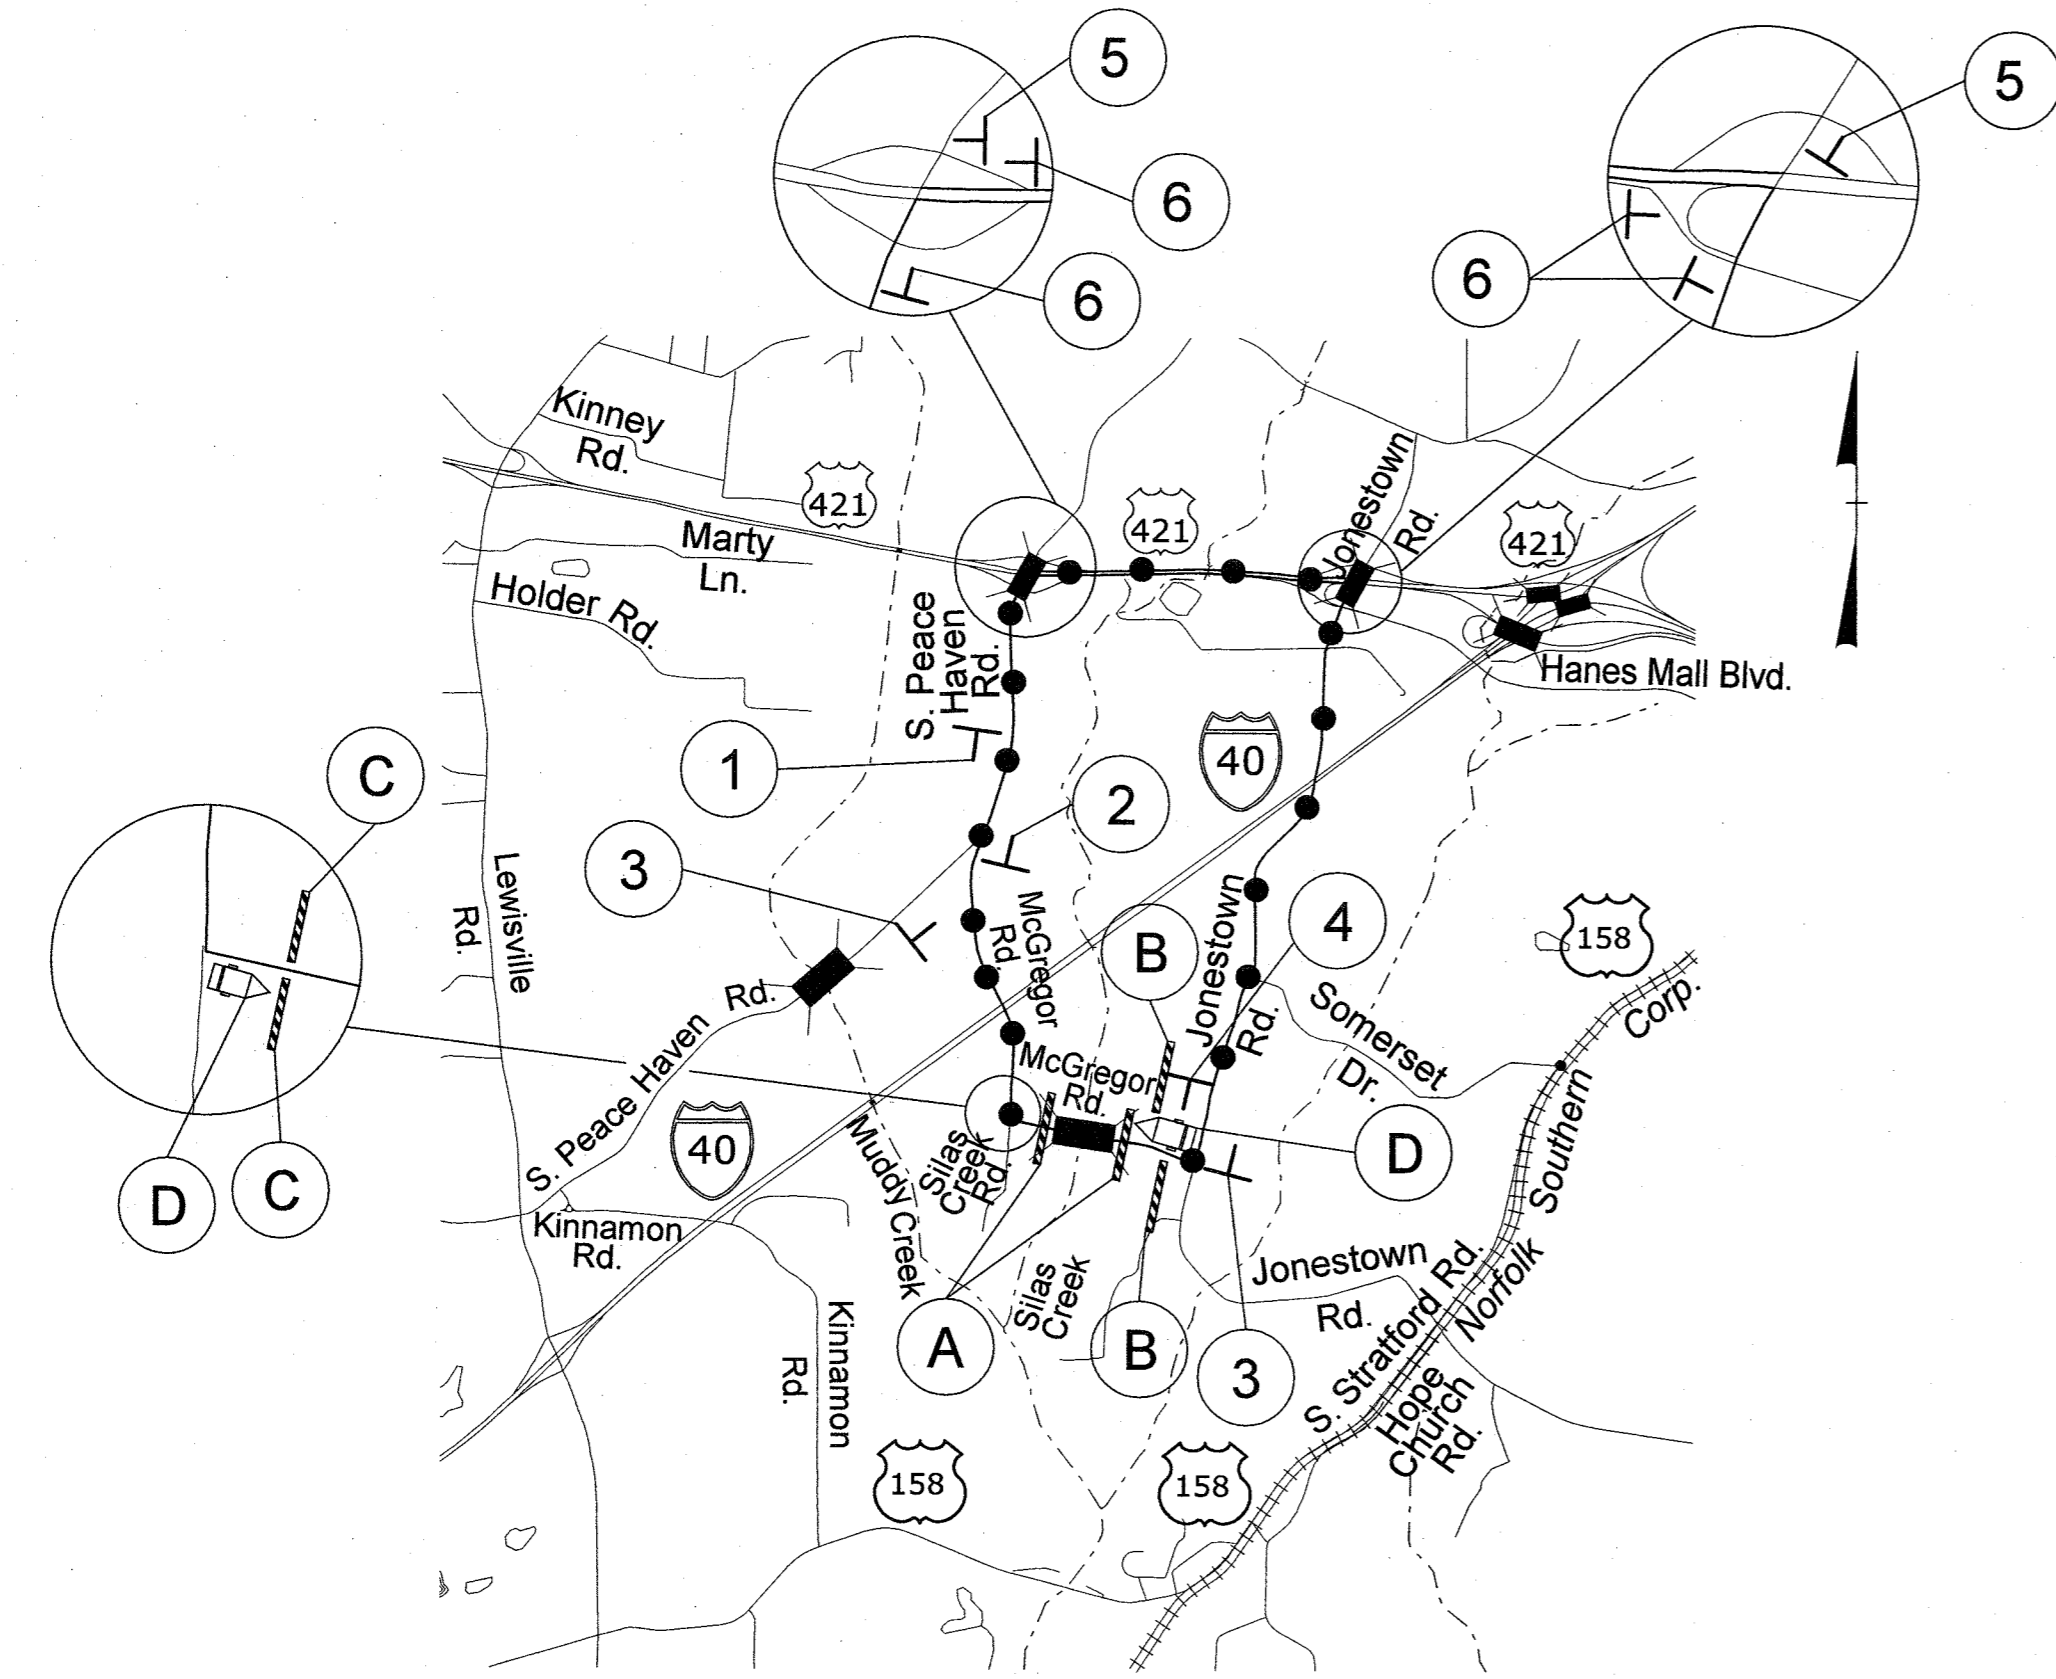 5
5
6
6
6
Kinney
Rd.
421
421
421
Jonestown
Rd.
Marty
Ln.
Holder Rd.
S. Peace
Haven
Rd.
Hanes Mall Blvd.
40
1
C
2
3
Lewisville
Rd.
McGregor
Rd.
B
4
158
Jonestown
Rd.
Somerset
Dr.
Corp.
S. Peace Haven Rd.
McGregor
Rd.
Southern
Norfolk
40
Muddy Creek
Silas
Creek
Rd.
D
D
C
Kinnamon
Rd.
Silas
Creek
Jonestown
Rd.
Kinnamon
Rd.
A
B
3
S. Stratford Rd.
Hope
Church
Rd.
158
158